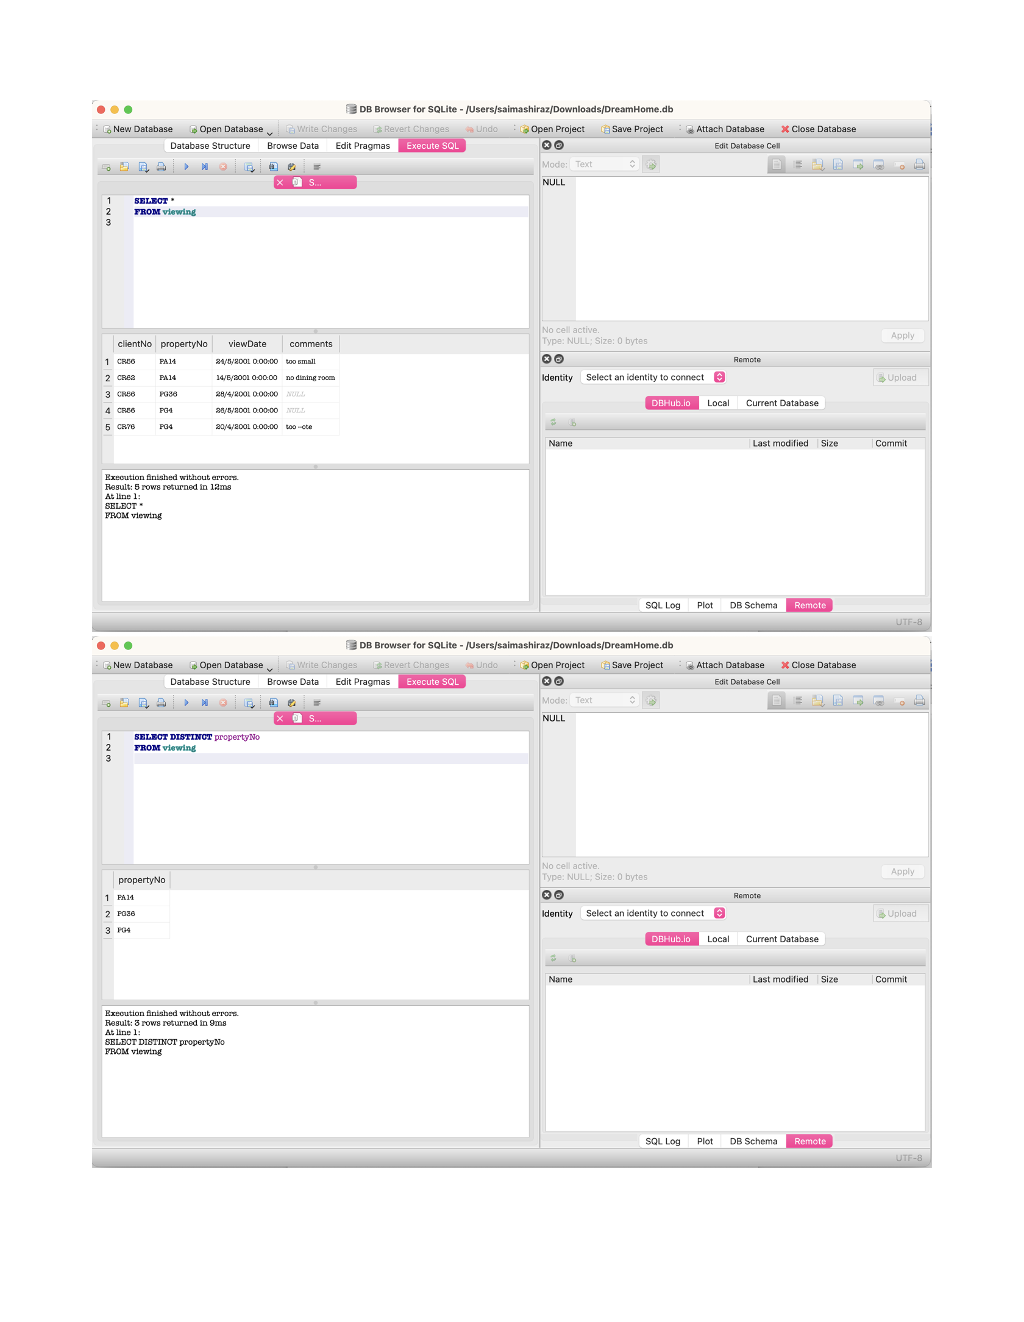 DB Browser for SQLite - /Users/saimashiraz/Downloads/DreamHome.db
New Database Open Database Write Changes Revert Changes Undo Open Project Save Project Attach Database Close Database
Database Structure Browse Data Edit Pragmas Execute SQL
S...
1 SELECT *
2 FROM viewing
3
clientNo propertyNo viewDate comments
1 CR56 PA14 24/5/2001 0:00:00 too small
2 CR62 PA14 14/5/2001 0:00:00 no dining room
3 CR56 PG36 28/4/2001 0:00:00 NULL
4 CR56 PG4 26/5/2001 0:00:00 NULL
5 CR76 PG4 20/4/2001 0:00:00 too
Execution finished without errors.
Result: 5 rows returned in 12ms
At line 1:
SELECT *
FROM viewing
Edit Database Cell
Mode: Text
NULL
No cell active.
Type: NULL; Size: 0 bytes
Apply
Remote
Identity Select an identity to connect Upload
DBHub.io Local Current Database
Name Last modified Size Commit
SQL Log Plot DB Schema Remote
UTF-8
DB Browser for SQLite - /Users/saimashiraz/Downloads/DreamHome.db
New Database Open Database Write Changes Revert Changes Undo Open Project Save Project Attach Database Close Database
Database Structure Browse Data Edit Pragmas Execute SQL
S...
1 SELECT DISTINCT propertyNo
2 FROM viewing
3
propertyNo
1 PA14
2 PG36
3 PG4
Execution finished without errors.
Result: 3 rows returned in 9ms
At line 1:
SELECT DISTINCT propertyNo
FROM viewing
Edit Database Cell
Mode: Text
NULL
No cell active.
Type: NULL; Size: 0 bytes
Apply
Remote
Identity Select an identity to connect Upload
DBHub.io Local Current Database
Name Last modified Size Commit
SQL Log Plot DB Schema Remote
UTF-8